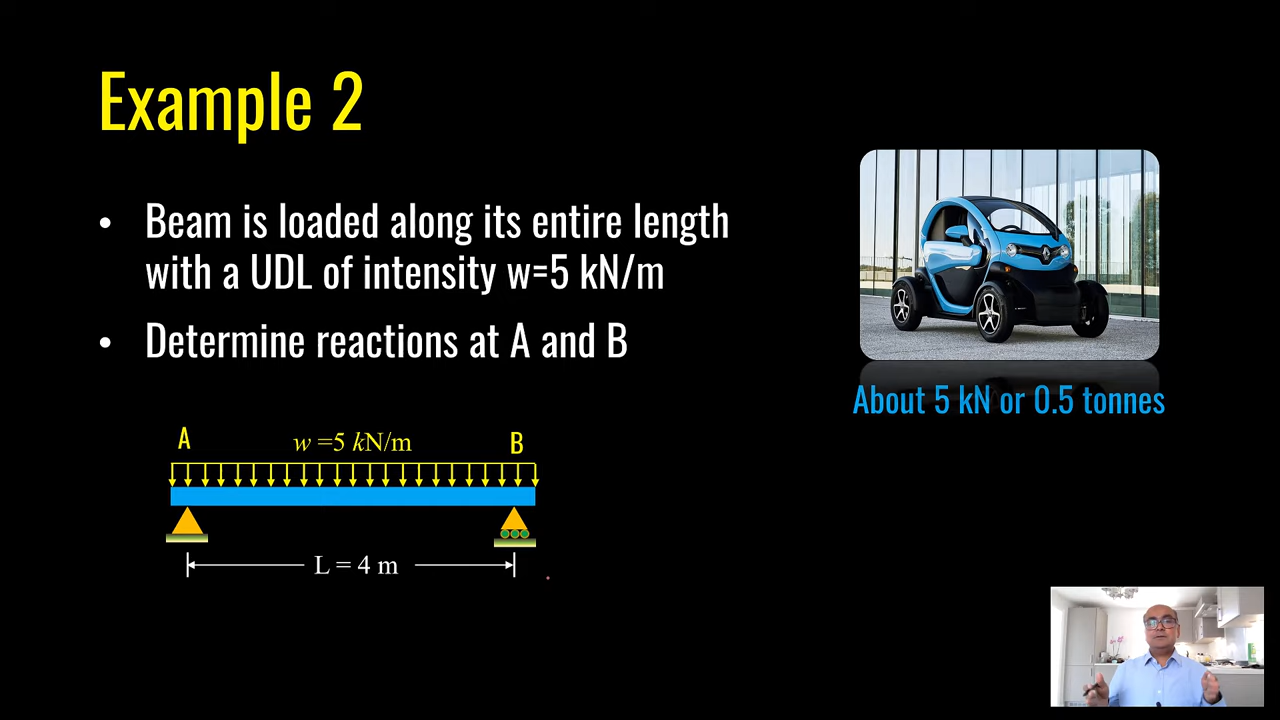 Example 2
• Beam is loaded along its entire length
with a UDL of intensity w=5 kN/m
• Determine reactions at A and B
About 5 kN or 0.5 tonnes
A
w =5 kN/m
B
L = 4 m